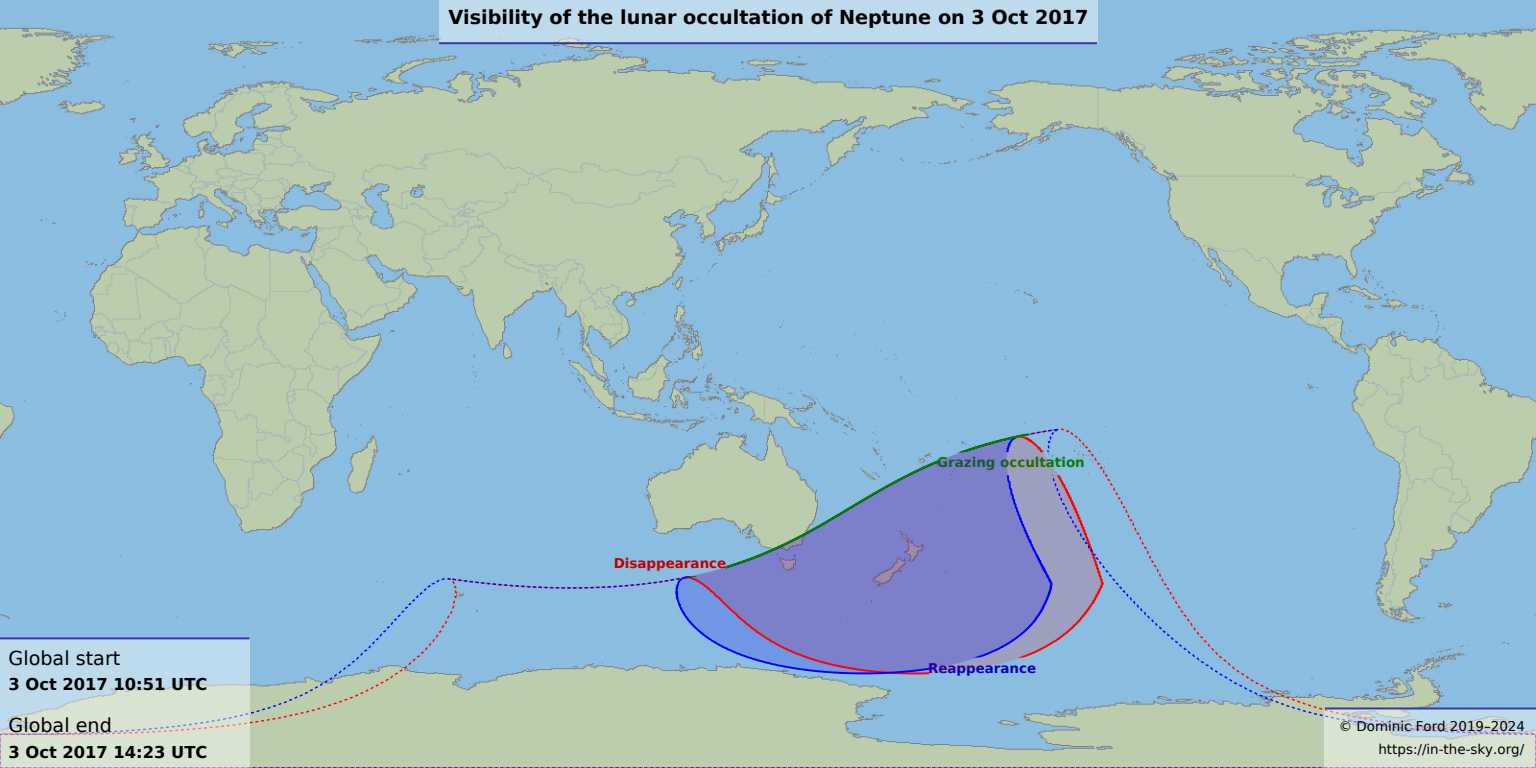 Visibility of the lunar occultation of Neptune on 3 Oct 2017
Grazing occultation
Disappearance
Reappearance
Global start
3 Oct 2017 10:51 UTC
Global end
3 Oct 2017 14:23 UTC
© Dominic Ford 2019–2024
https://in-the-sky.org/